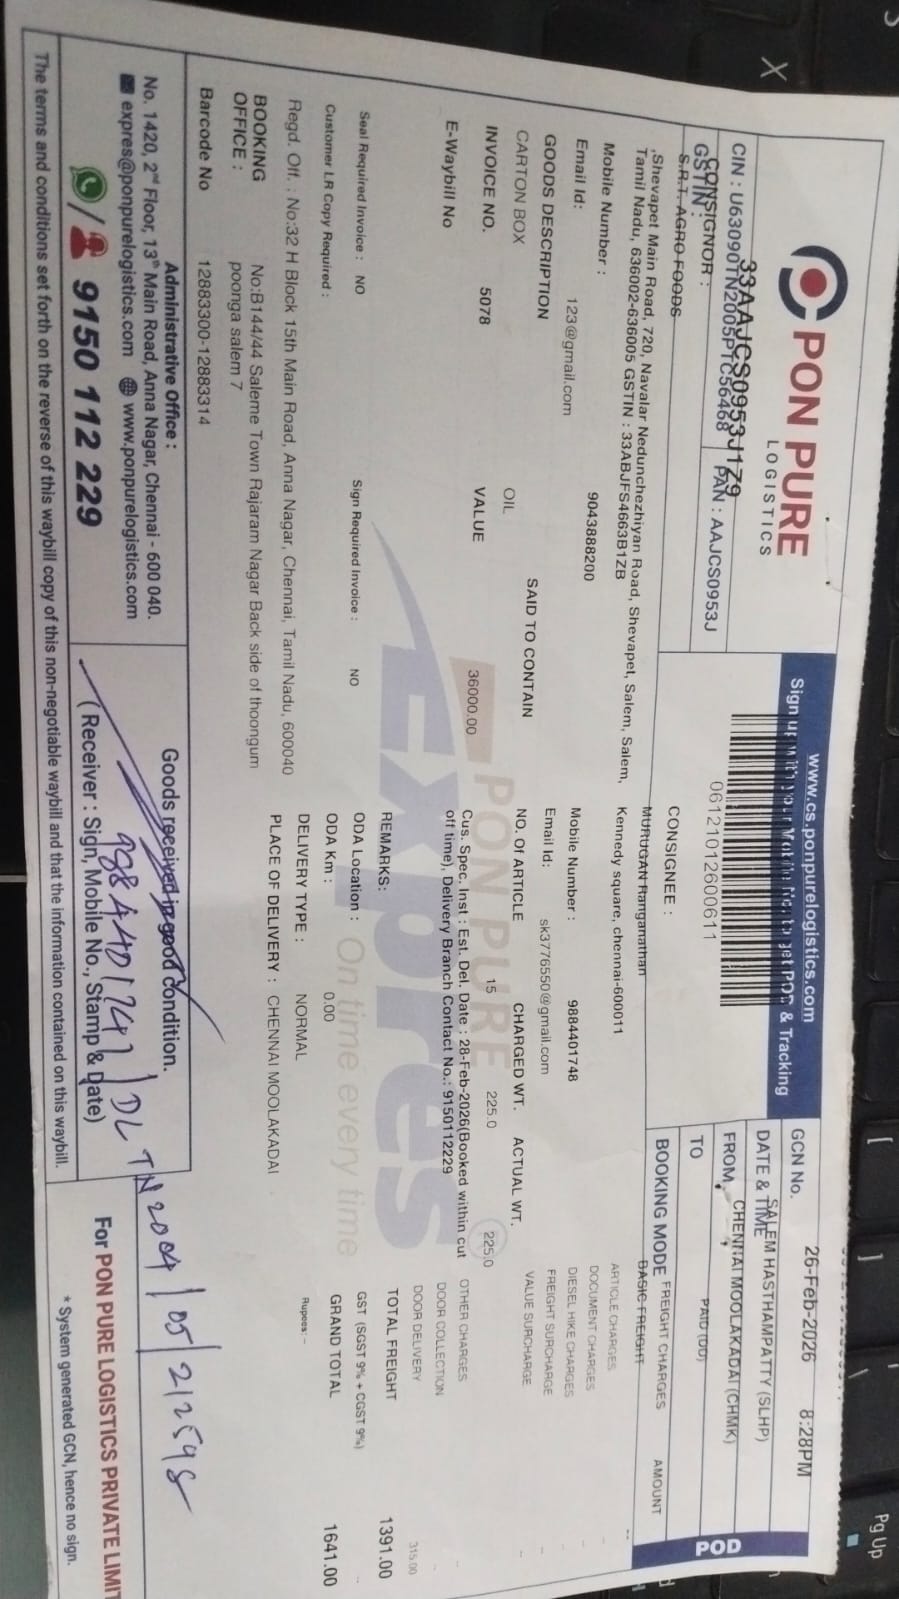 PON PURE
LOGISTICS
www.cs.ponpurelogistics.com
Sign up with your Mobile No. to get POD & Tracking
GCN No.
26-Feb-2026 8:28PM
DATE & TIME
SALEM HASTHAMPATTY (SLHP)
FROM
CHENNAI MOOLAKADAI (CHMK)
TO
PAID (DD)
POD
CIN : U63090TN2005PTC56468
PAN : AAJCS0953J
GSTIN :
33AAJCS0953J1Z9
061210126000611
CONSIGNOR :
S.R.T. AGRO FOODS
,Shevapet Main Road, 720, Navalar Nedunchezhiyan Road, Shevapet, Salem, Salem,
Tamil Nadu, 636002-636005 GSTIN : 33ABJFS4663B1ZB
Mobile Number : 9043888200
Email Id: 123@gmail.com
CONSIGNEE :
MURUGAN Ranganathan
Kennedy square, chennai-600011
Mobile Number : 9884401748
Email Id: sk3776550@gmail.com
GOODS DESCRIPTION
SAID TO CONTAIN
NO. Of ARTICLE
CHARGED WT.
ACTUAL WT.
CARTON BOX
OIL
15
225.0
225.0
INVOICE NO. 5078
VALUE 36000.00
E-Waybill No
Cus. Spec. Inst : Est. Del. Date : 28-Feb-2026(Booked within cut
off time), Delivery Branch Contact No.: 9150112229
PON PURE
expres
On time every time
Seal Required Invoice : NO
Sign Required Invoice : NO
Customer LR Copy Required :
REMARKS:
ODA Location :
ODA Km : 0.00
DELIVERY TYPE : NORMAL
PLACE OF DELIVERY : CHENNAI MOOLAKADAI
Regd. Off. : No:32 H Block 15th Main Road, Anna Nagar, Chennai, Tamil Nadu, 600040
BOOKING OFFICE :
No:B144/44 Saleme Town Rajaram Nagar Back side of thoongum
poonga salem 7
Barcode No 12883300-12883314
BOOKING MODE
FREIGHT CHARGES
AMOUNT
BASIC FREIGHT
ARTICLE CHARGES
DOCUMENT CHARGES
DIESEL HIKE CHARGES
FREIGHT SURCHARGE
VALUE SURCHARGE
OTHER CHARGES
DOOR COLLECTION
DOOR DELIVERY 315.00
TOTAL FREIGHT 1391.00
GST (SGST 9% + CGST 9%)
GRAND TOTAL 1641.00
Rupees:-
Administrative Office :
No. 1420, 2nd Floor, 13th Main Road, Anna Nagar, Chennai - 600 040.
expres@ponpurelogistics.com www.ponpurelogistics.com
9150 112 229
Goods received in good condition.
(Receiver : Sign, Mobile No., Stamp & Date)
For PON PURE LOGISTICS PRIVATE LIMIT
* System generated GCN, hence no sign.
The terms and conditions set forth on the reverse of this waybill copy of this non-negotiable waybill and that the information contained on this waybill.
Pg Up